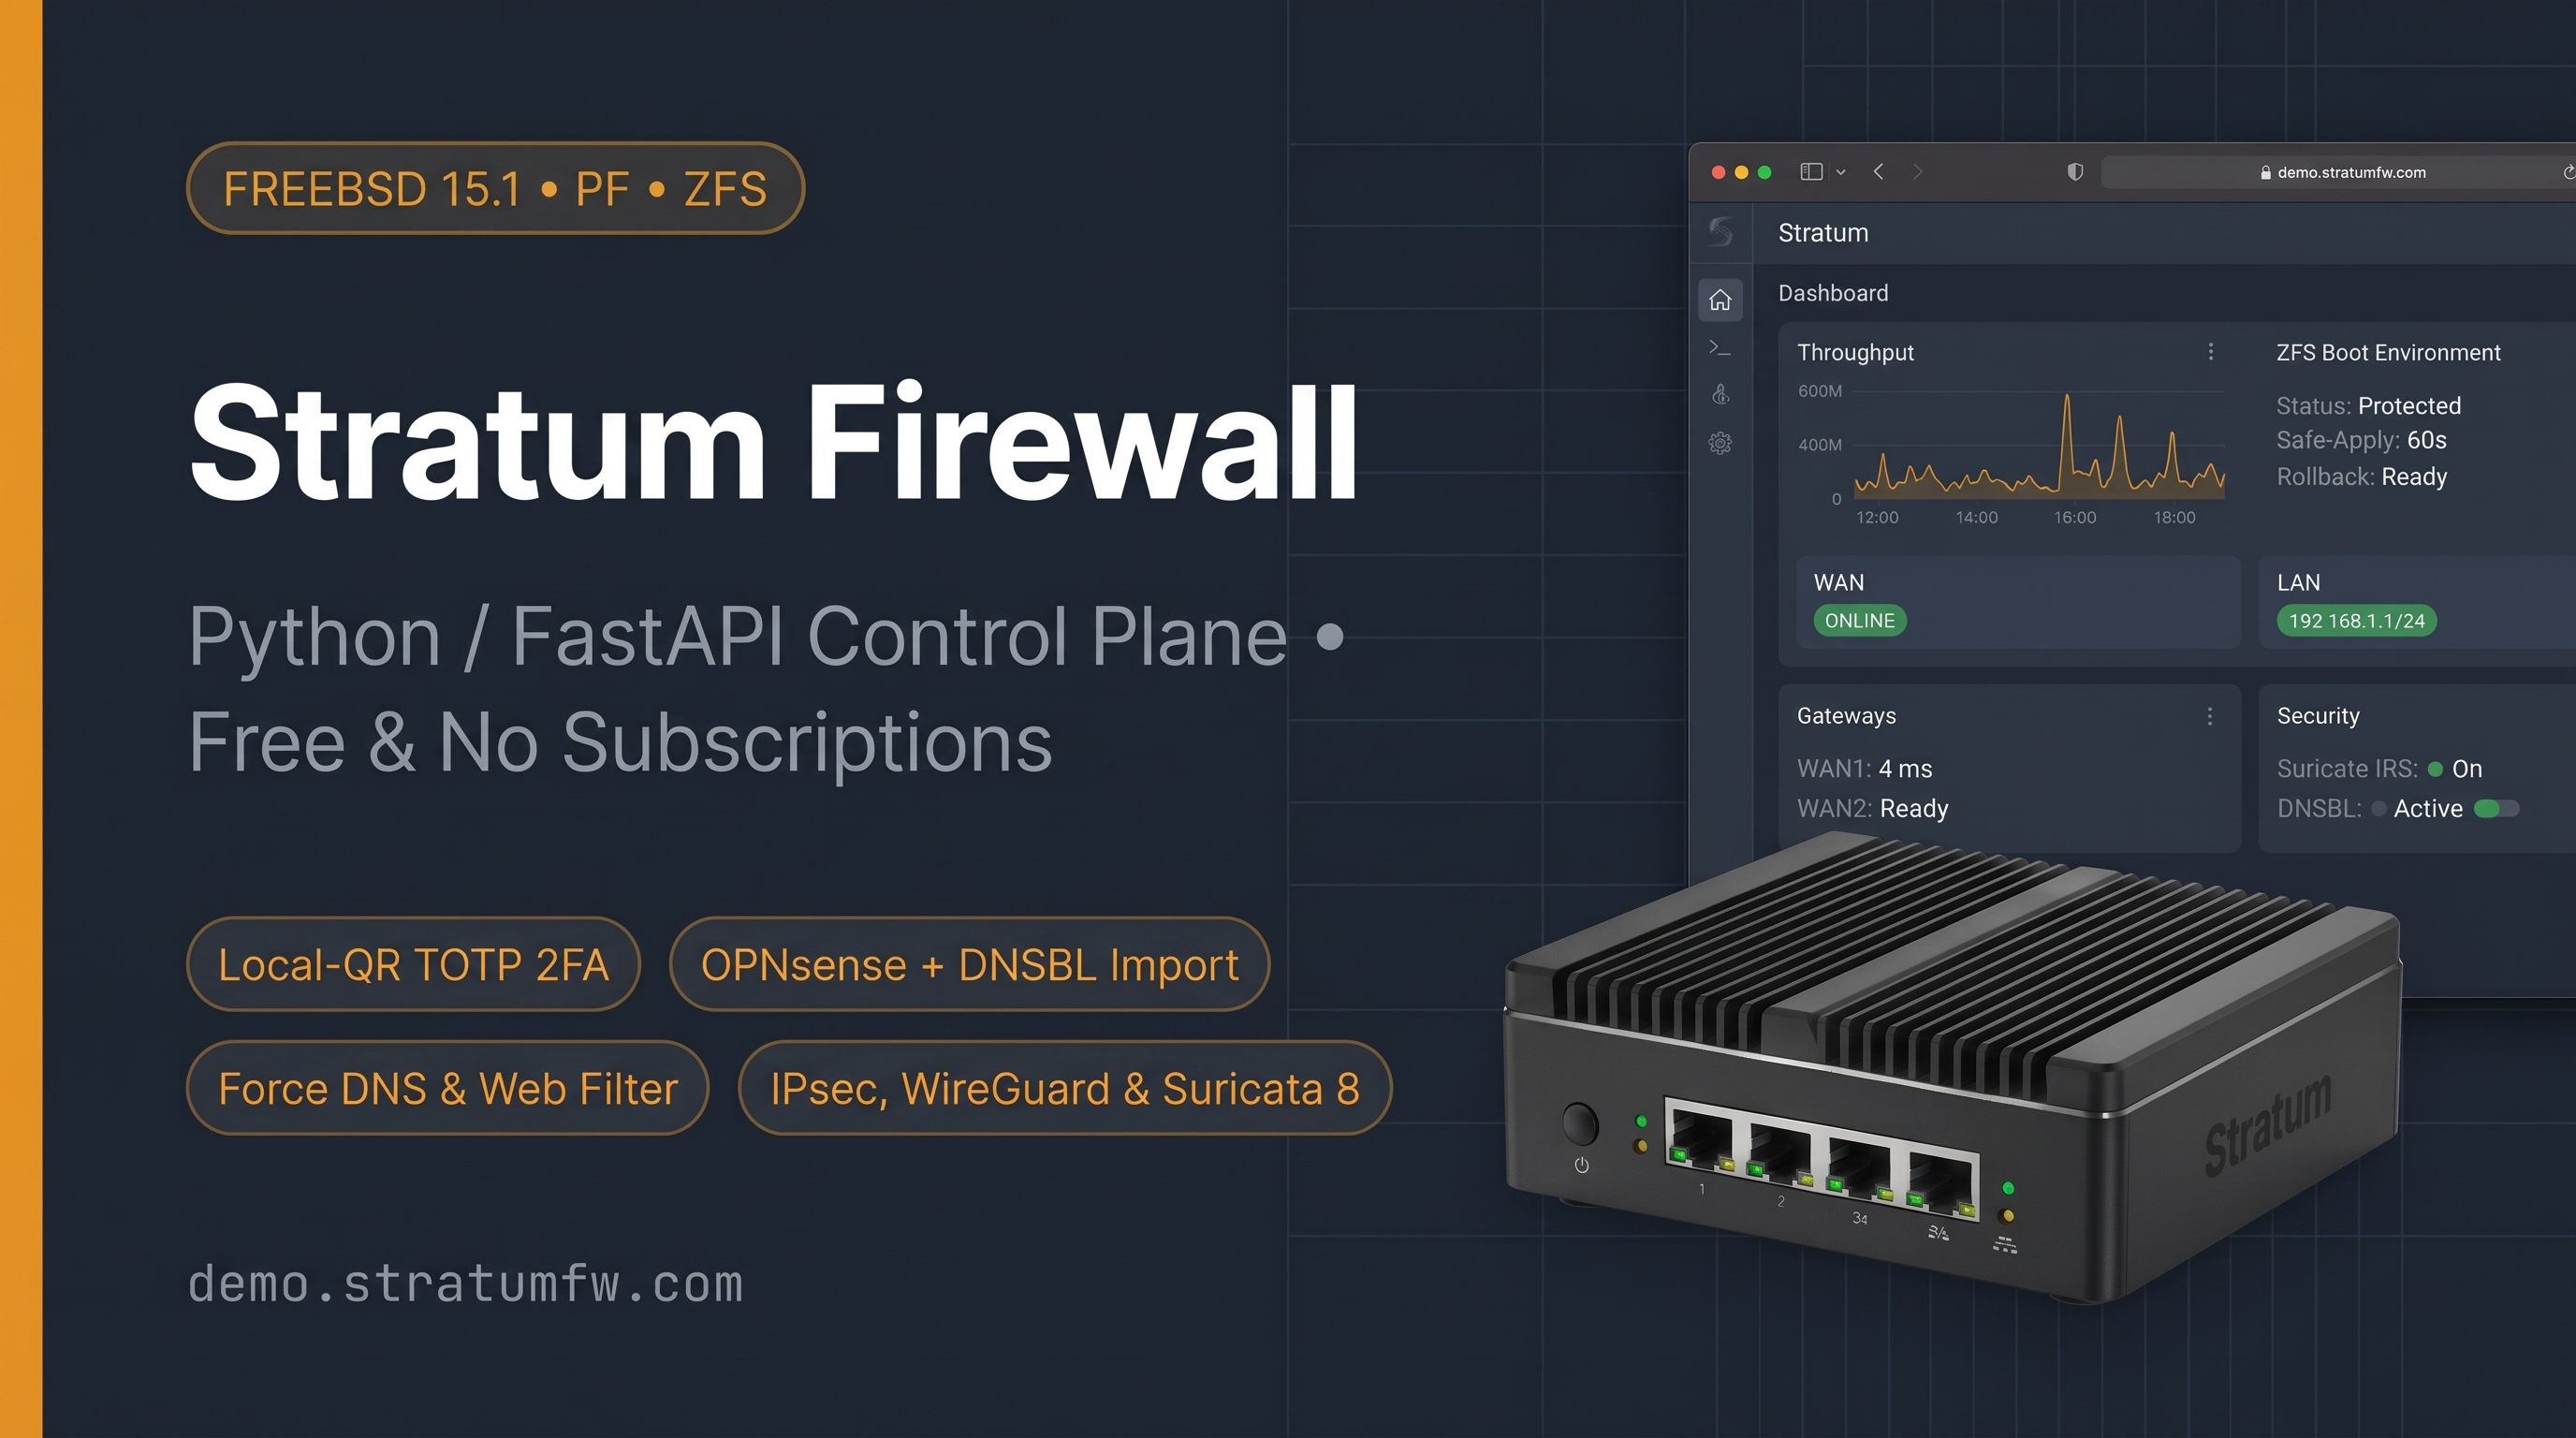 FREEBSD 15.1 • PF • ZFS
Stratum Firewall
Python / FastAPI Control Plane •
Free & No Subscriptions
Local-QR TOTP 2FA
OPNsense + DNSBL Import
Force DNS & Web Filter
IPsec, WireGuard & Suricata 8
demo.stratumfw.com
demo.stratumfw.com
Stratum
Dashboard
Throughput
600M
400M
0
12:00 14:00 16:00 18:00
ZFS Boot Environment
Status: Protected
Safe-Apply: 60s
Rollback: Ready
WAN
ONLINE
LAN
192 168.1.1/24
Gateways
WAN1: 4 ms
WAN2: Ready
Security
Suricate IRS: On
DNSBL: Active
1 2 34
Stratum